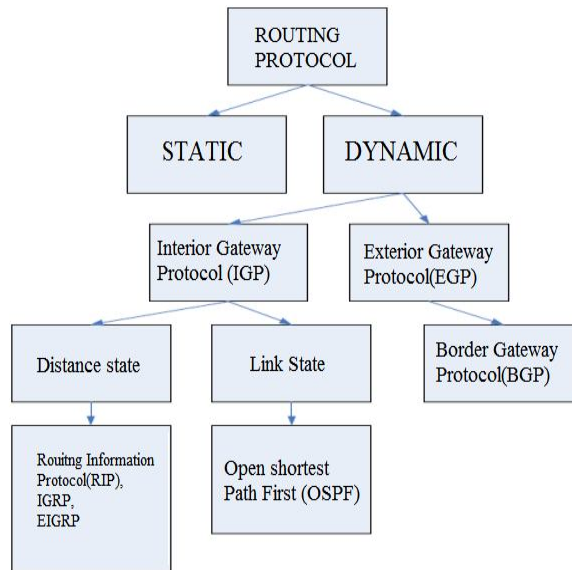 ROUTING
PROTOCOL
STATIC
DYNAMIC
Interior Gateway
Protocol (IGP)
Exterior Gateway
Protocol(EGP)
Distance state
Link State
Border Gateway
Protocol(BGP)
Rouitng Information
Protocol(RIP),
IGRP,
EIGRP
Open shortest
Path First (OSPF)